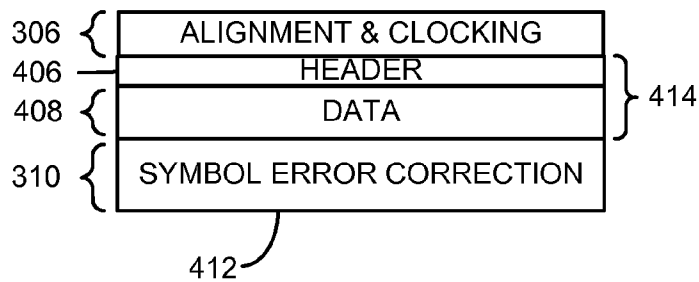 306 ALIGNMENT & CLOCKING
406 HEADER 414
408 DATA
310 SYMBOL ERROR CORRECTION
412